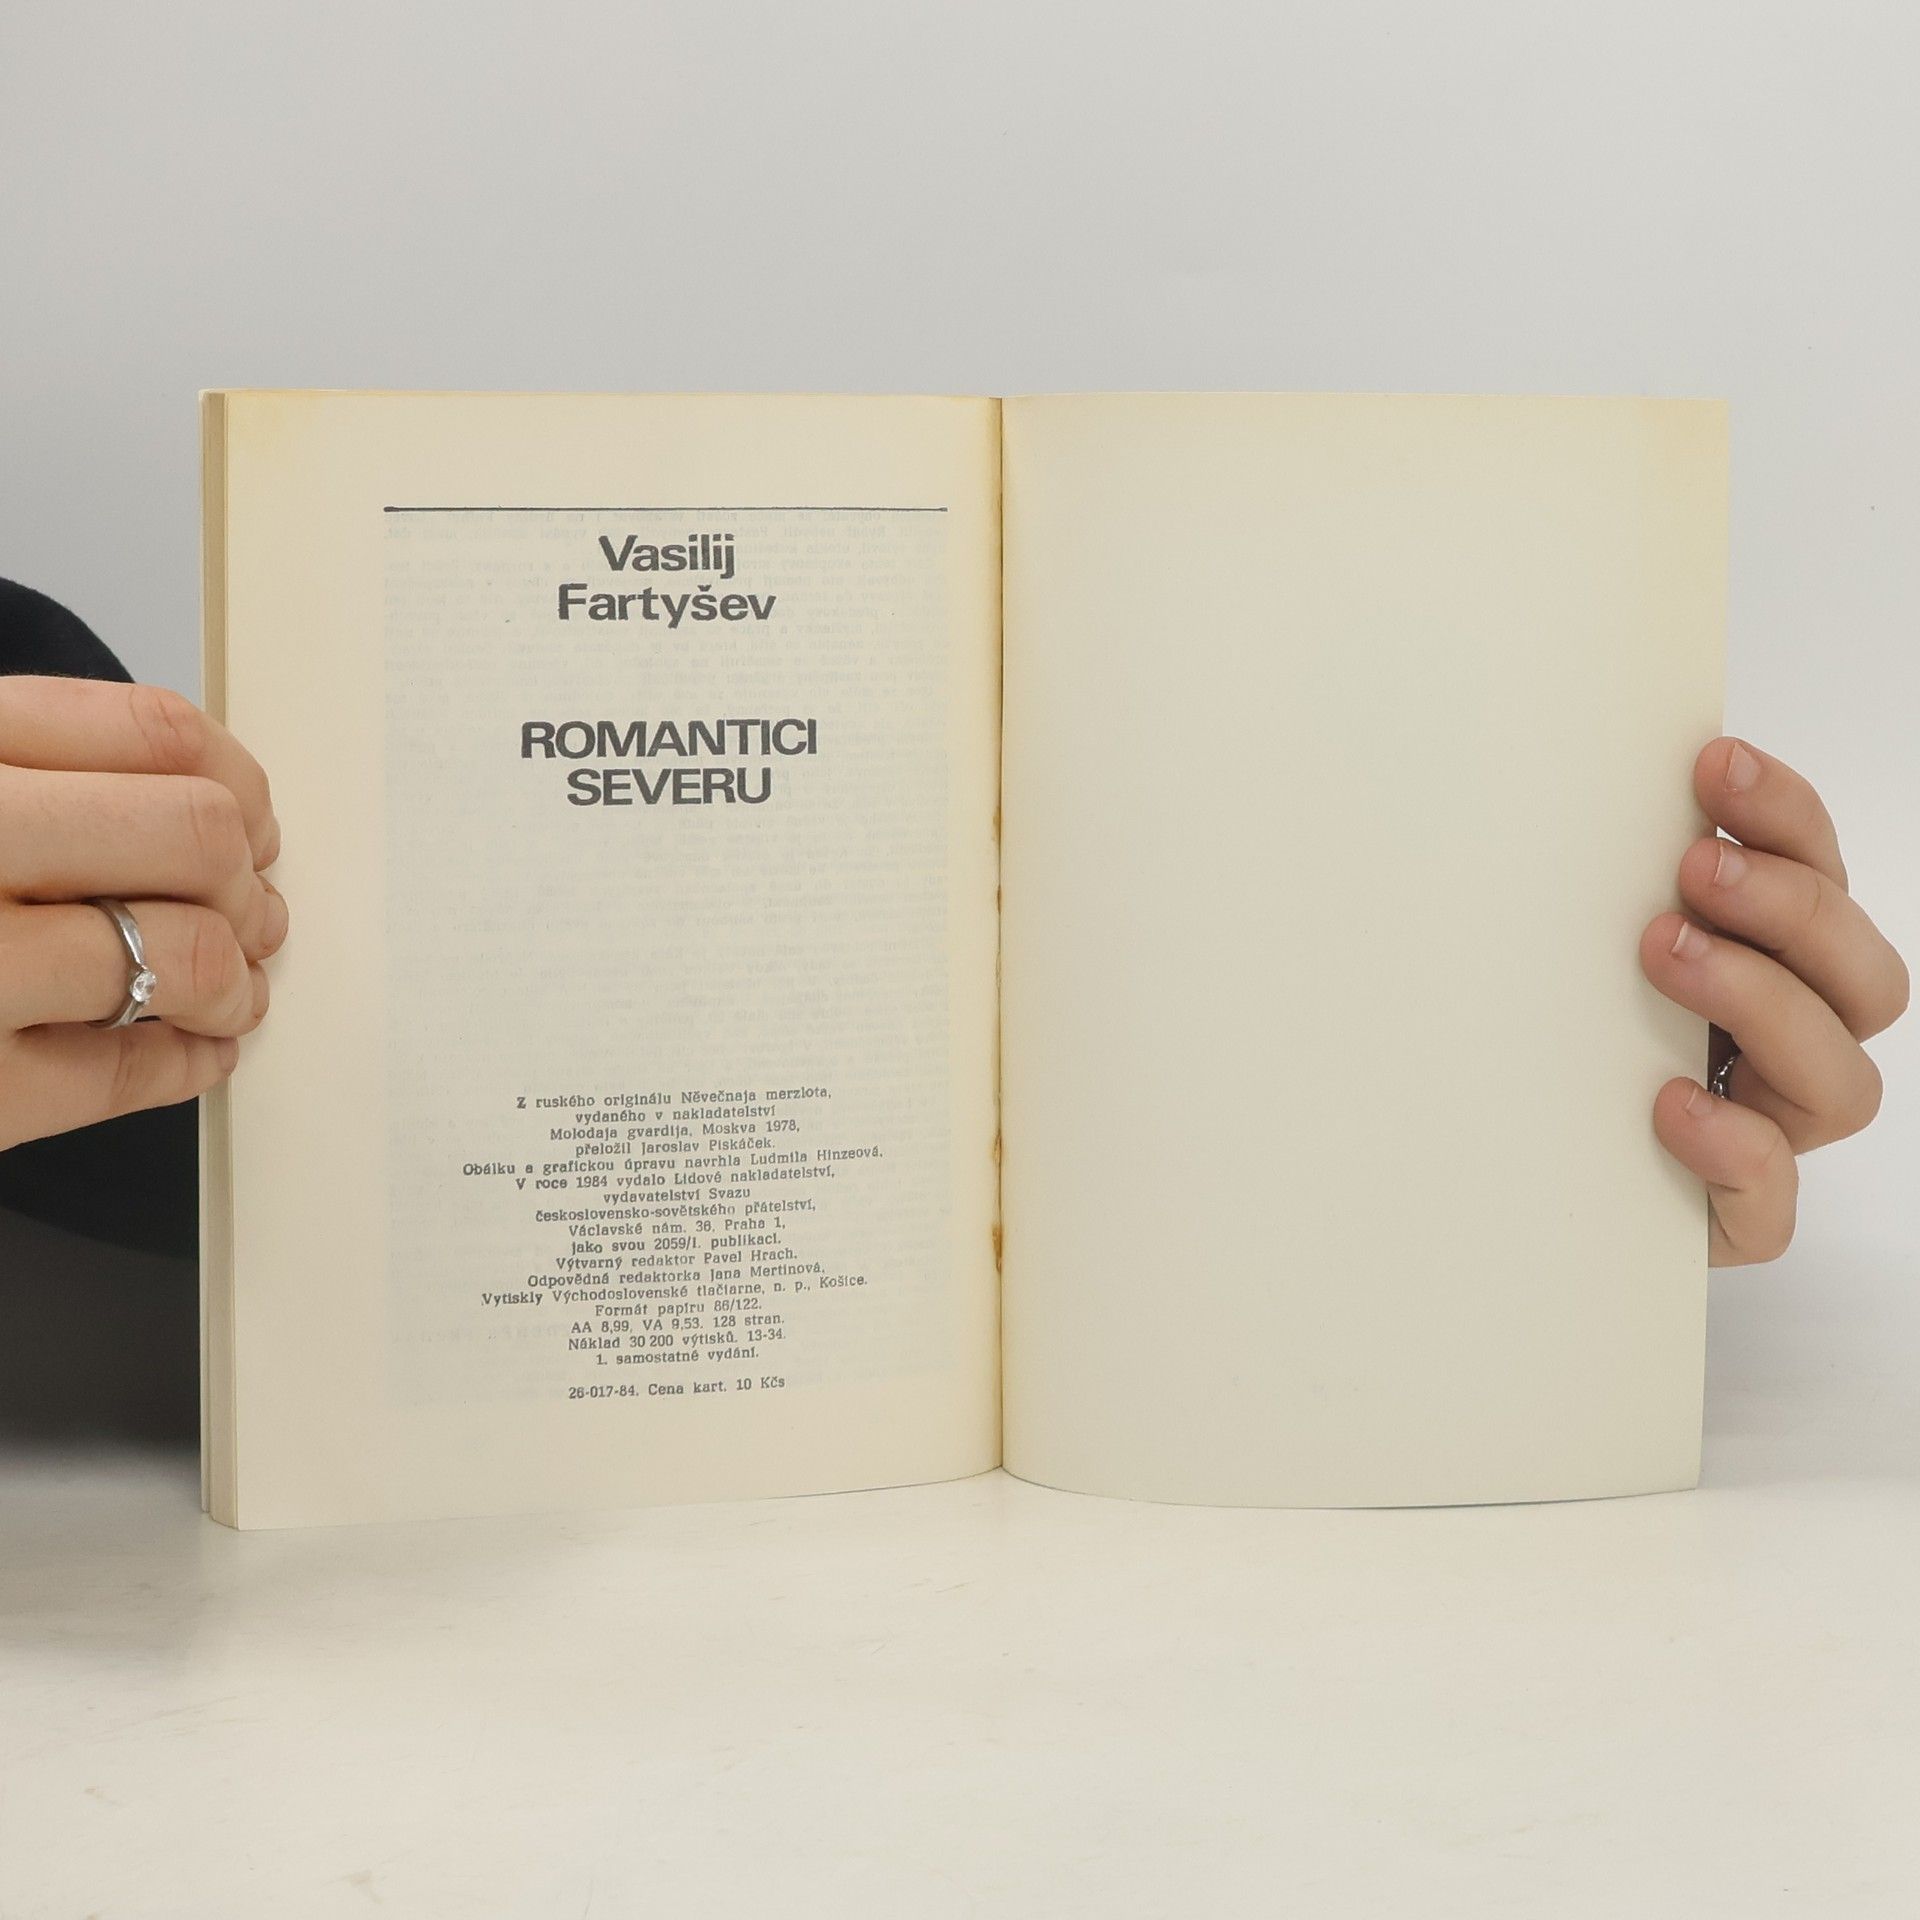 Vasilij
Fartyšev
ROMANTICI
SEVERU
Z ruského originálu Něvečnaja merzlota,
vydaného v nakladatelství
Molodaja gvardija, Moskva 1978,
přeložil Jaroslav Piskáček.
Obálku a grafickou úpravu navrhla Ludmila Hinzeová.
V roce 1984 vydalo Lidové nakladatelství,
vydavatelství Svazu
československo-sovětského přátelství,
Václavské nám. 36, Praha 1,
jako svou 2059/I. publikaci.
Výtvarný redaktor Pavel Hrach.
Odpovědná redaktorka Jana Mertinová.
Vytiskly Východoslovenské tlačiarne, n. p., Košice.
Formát papíru 86/122.
AA 8,99, VA 9,53. 128 stran.
Náklad 30 200 výtisků. 13-34.
1. samostatné vydání.
26-017-84. Cena kart. 10 Kčs